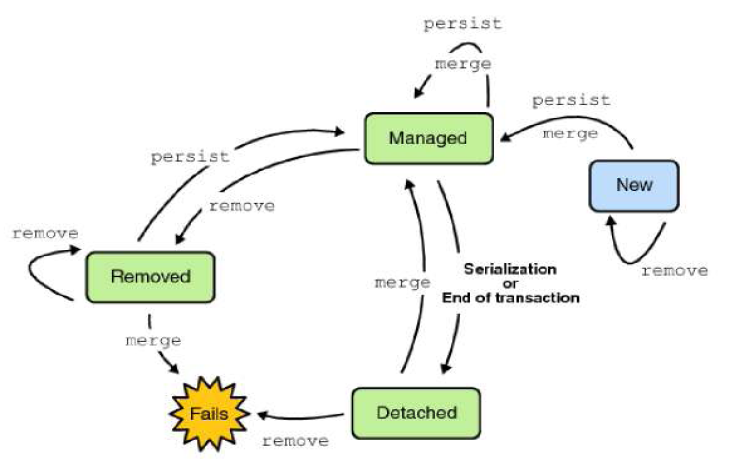 persist
merge
persist
merge
Managed
persist
New
remove
remove
Removed
merge
Serialization
or
End of transaction
remove
merge
Fails
Detached
remove